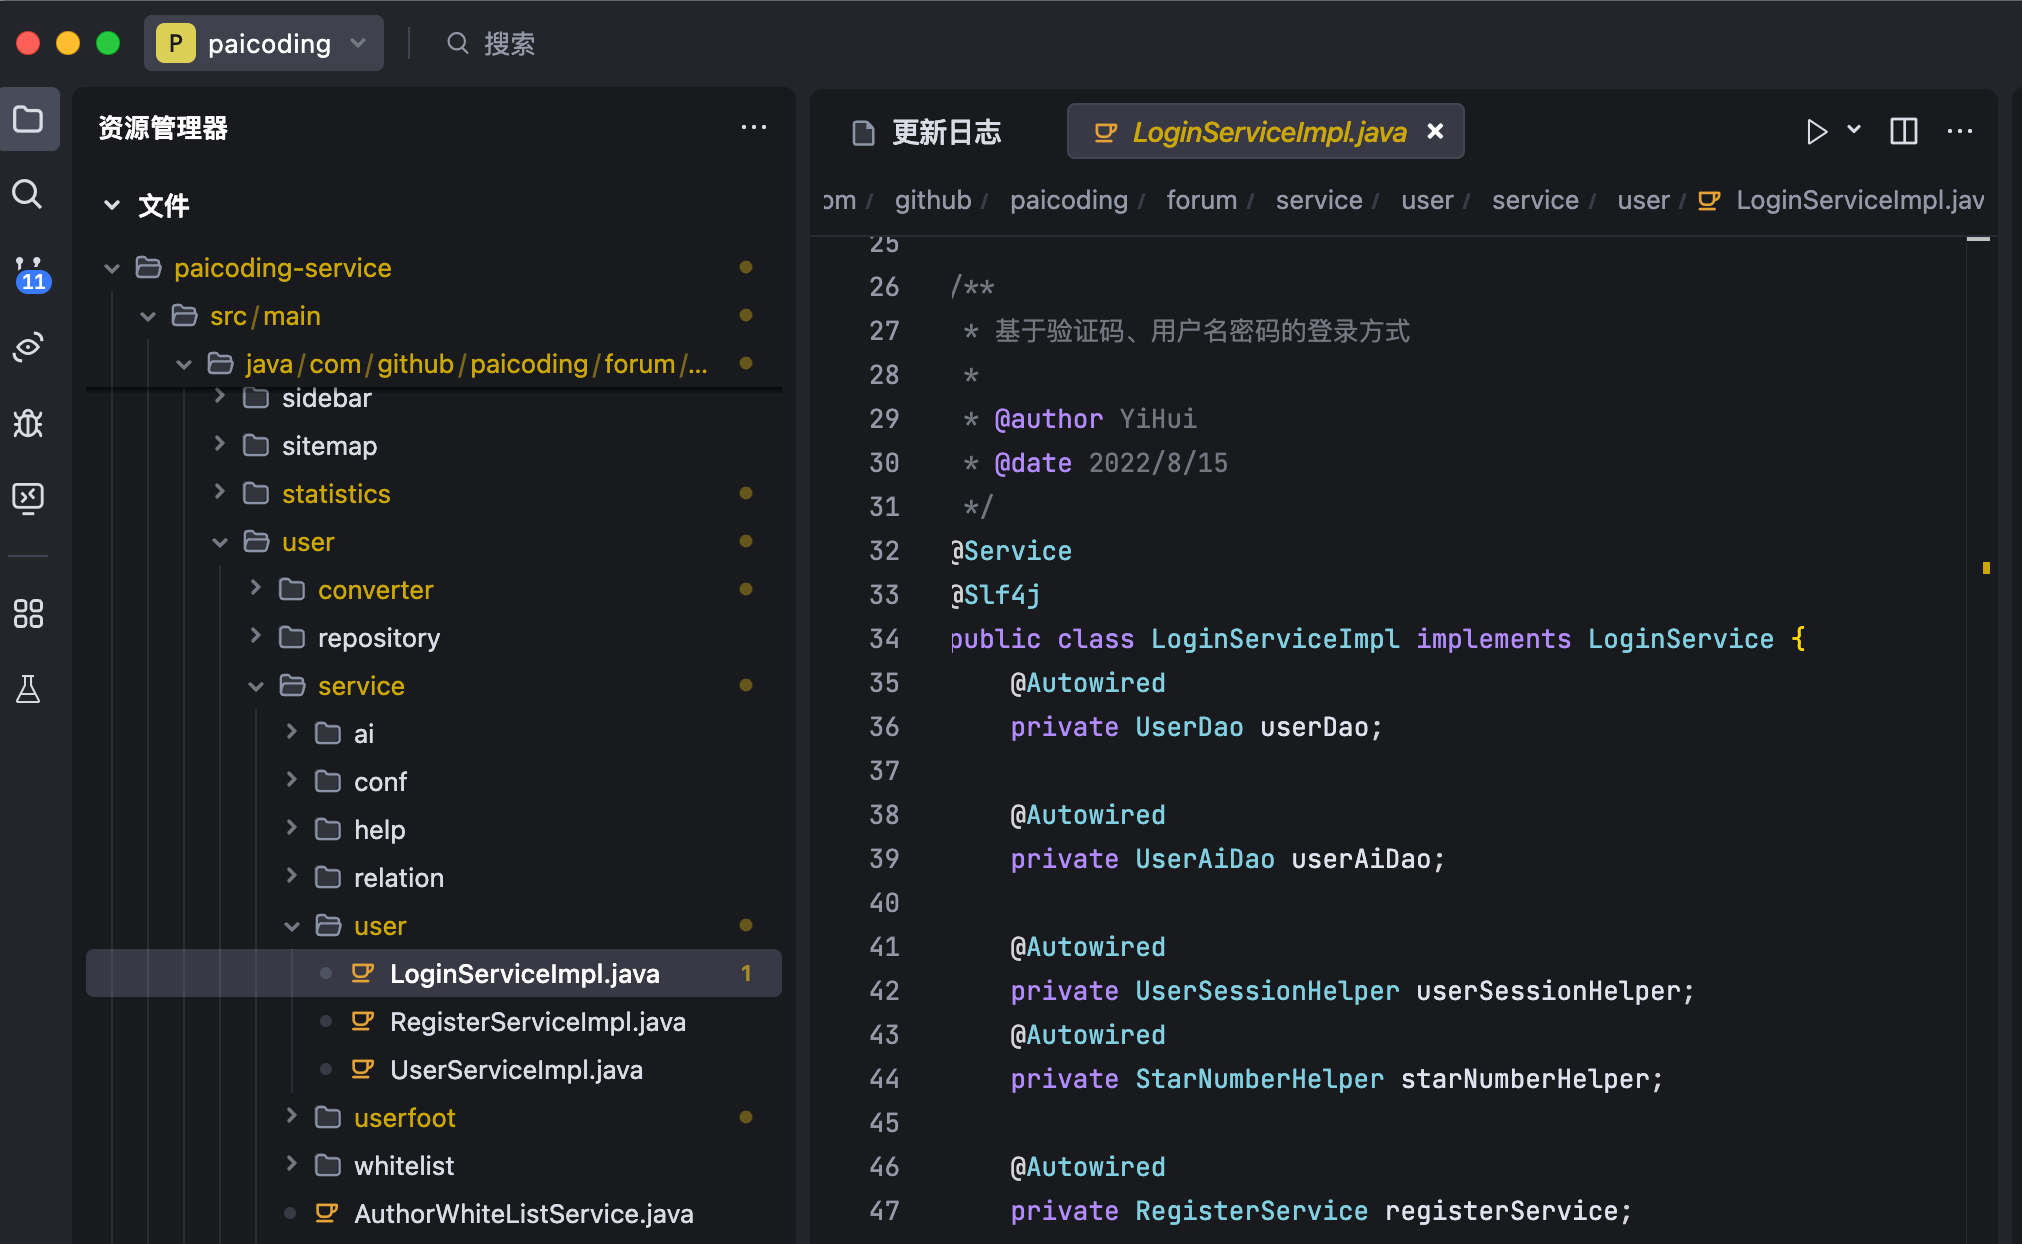 P paicoding 搜索
资源管理器
文件
11
paicoding-service
src/main
java/com/github/paicoding/forum/...
sidebar
sitemap
statistics
user
converter
repository
service
ai
conf
help
relation
user
LoginServiceImpl.java 1
RegisterServiceImpl.java
UserServiceImpl.java
userfoot
whitelist
AuthorWhiteListService.java
更新日志 LoginServiceImpl.java
om / github / paicoding / forum / service / user / service / user / LoginServiceImpl.jav
25
26 /**
27 * 基于验证码、用户名密码的登录方式
28 *
29 * @author YiHui
30 * @date 2022/8/15
31 */
32 @Service
33 @Slf4j
34 public class LoginServiceImpl implements LoginService {
35 @Autowired
36 private UserDao userDao;
37
38 @Autowired
39 private UserAiDao userAiDao;
40
41 @Autowired
42 private UserSessionHelper userSessionHelper;
43 @Autowired
44 private StarNumberHelper starNumberHelper;
45
46 @Autowired
47 private RegisterService registerService;